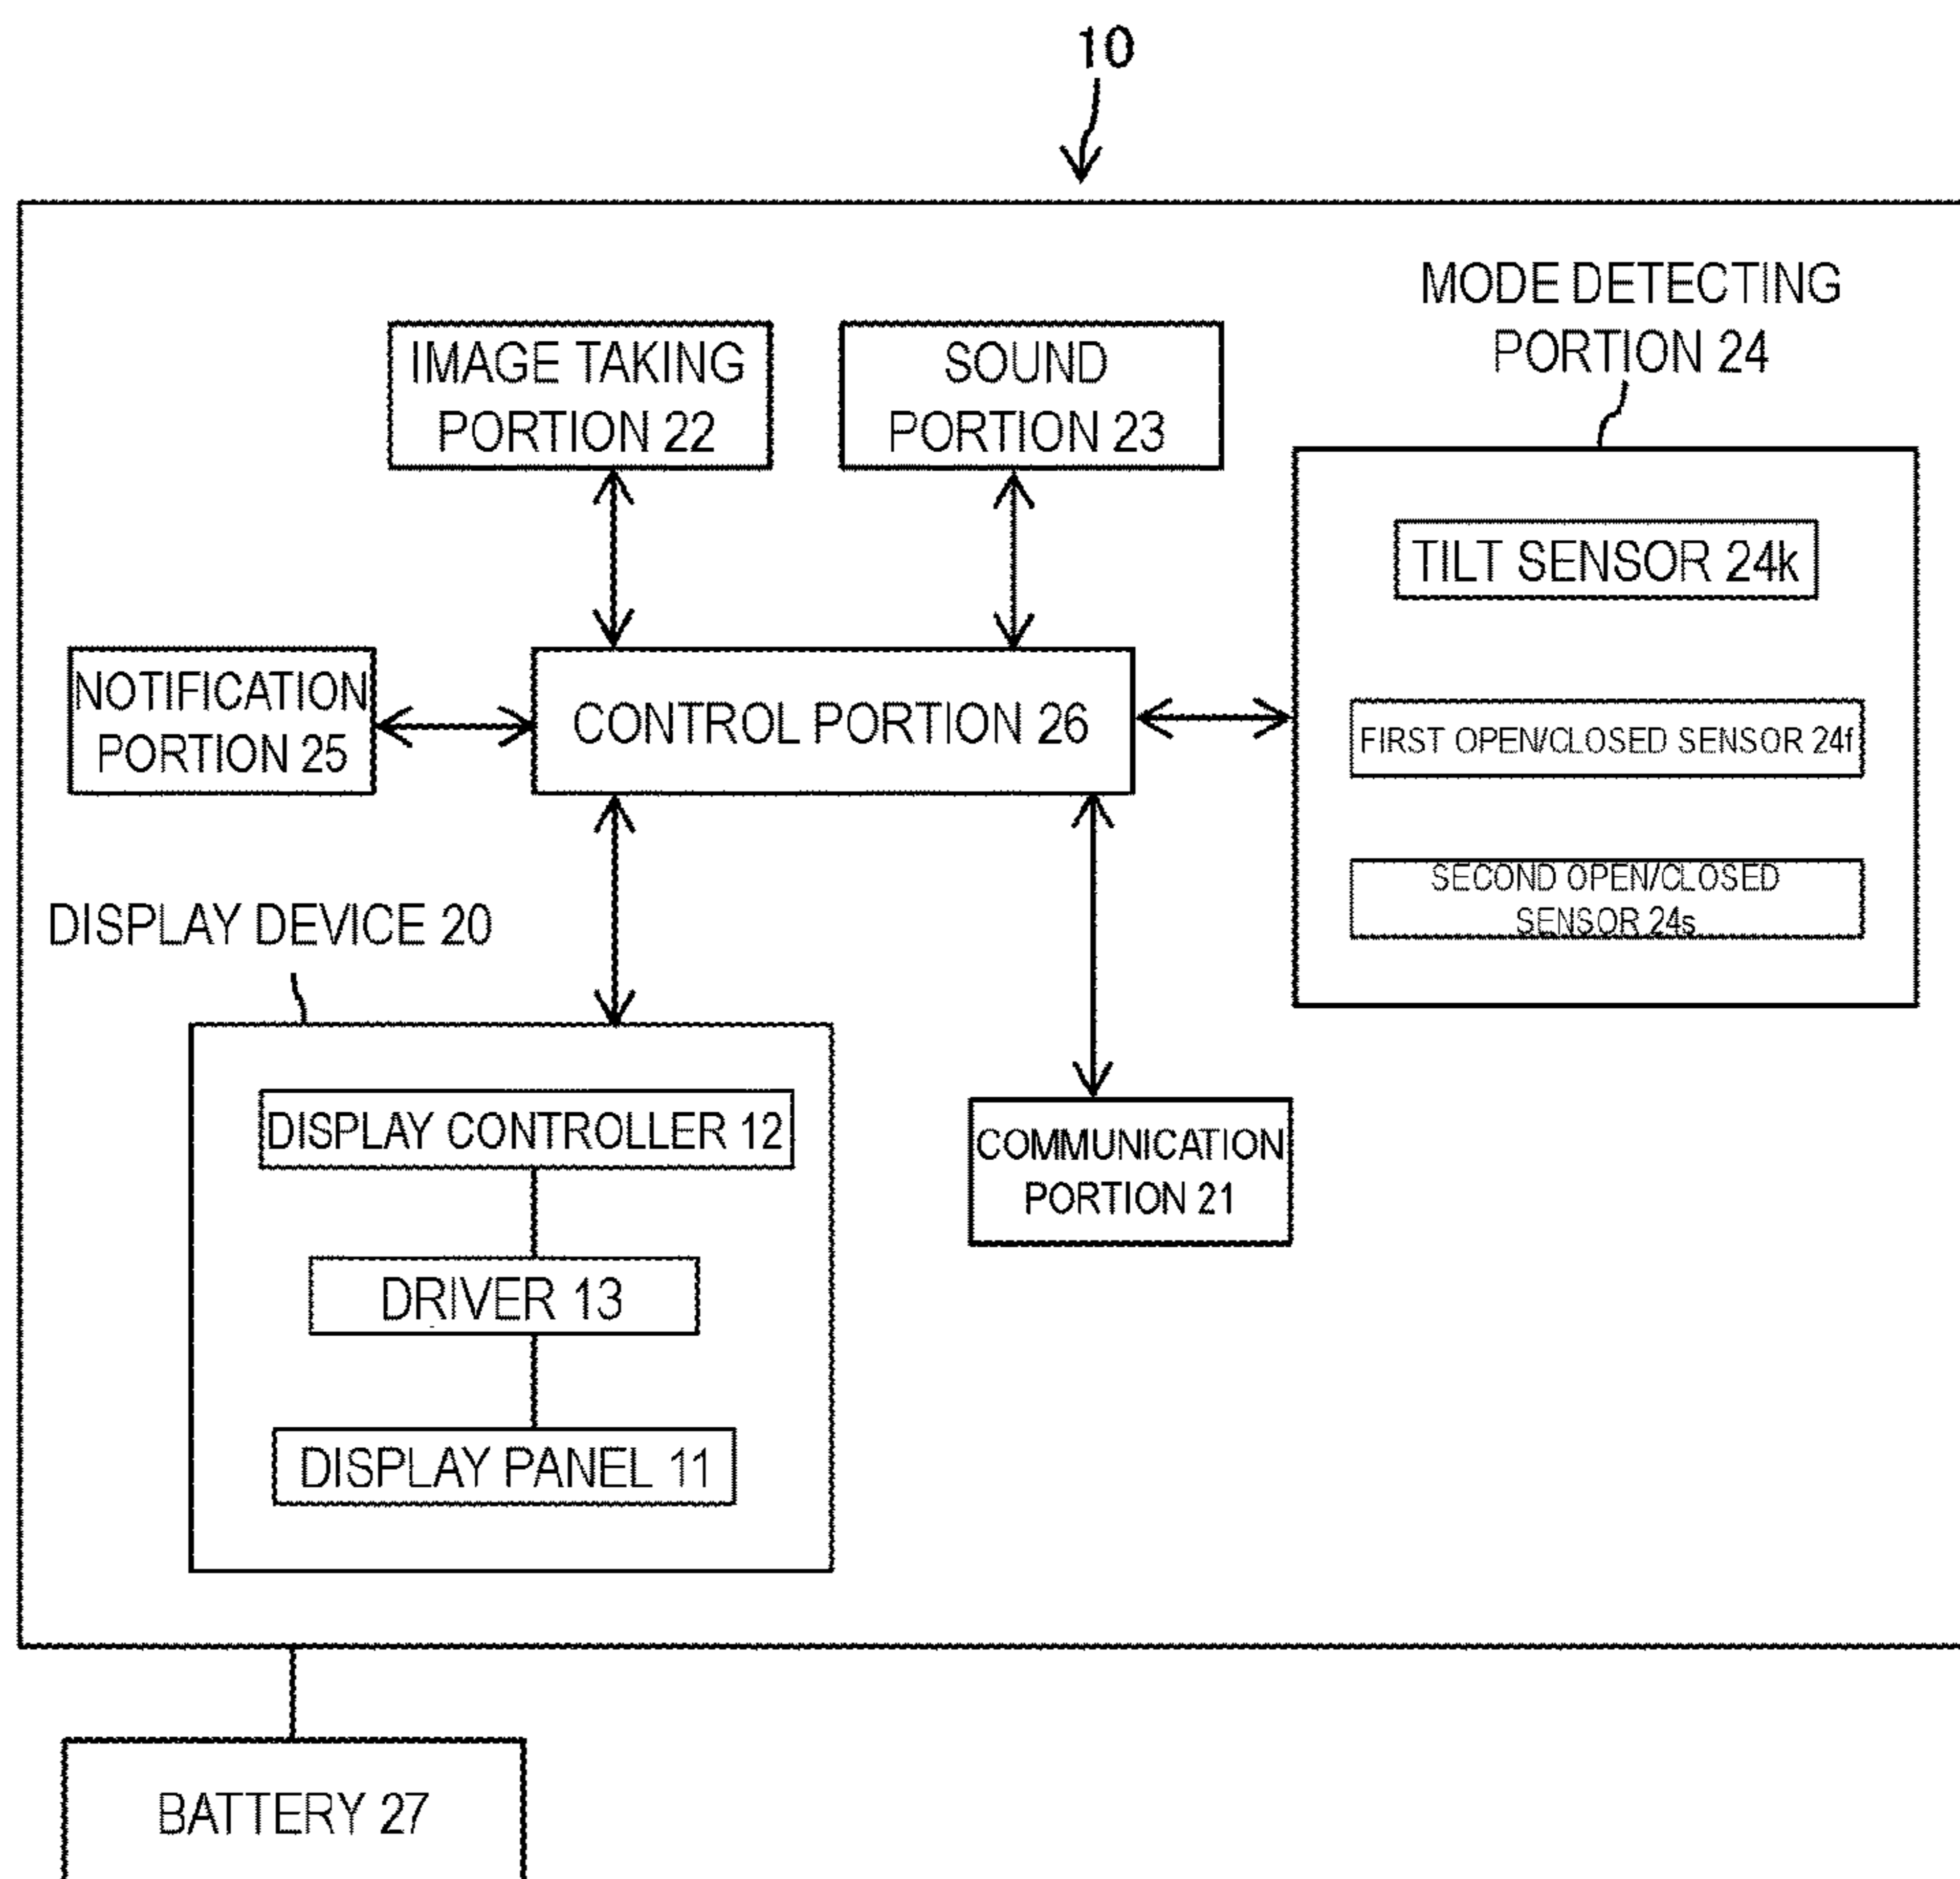 10
MODE DETECTING
PORTION 24
IMAGE TAKING
PORTION 22
SOUND
PORTION 23
TILT SENSOR 24k
FIRST OPEN/CLOSED SENSOR 24f
SECOND OPEN/CLOSED
SENSOR 24s
NOTIFICATION
PORTION 25
CONTROL PORTION 26
DISPLAY DEVICE 20
DISPLAY CONTROLLER 12
DRIVER 13
DISPLAY PANEL 11
COMMUNICATION
PORTION 21
BATTERY 27